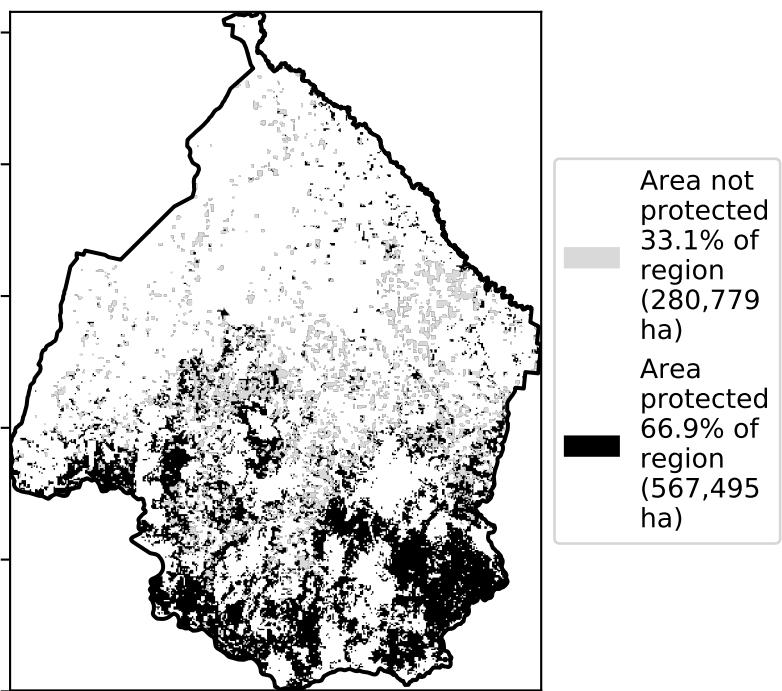 Area not
protected
33.1% of
region
(280,779
ha)
Area
protected
66.9% of
region
(567,495
ha)